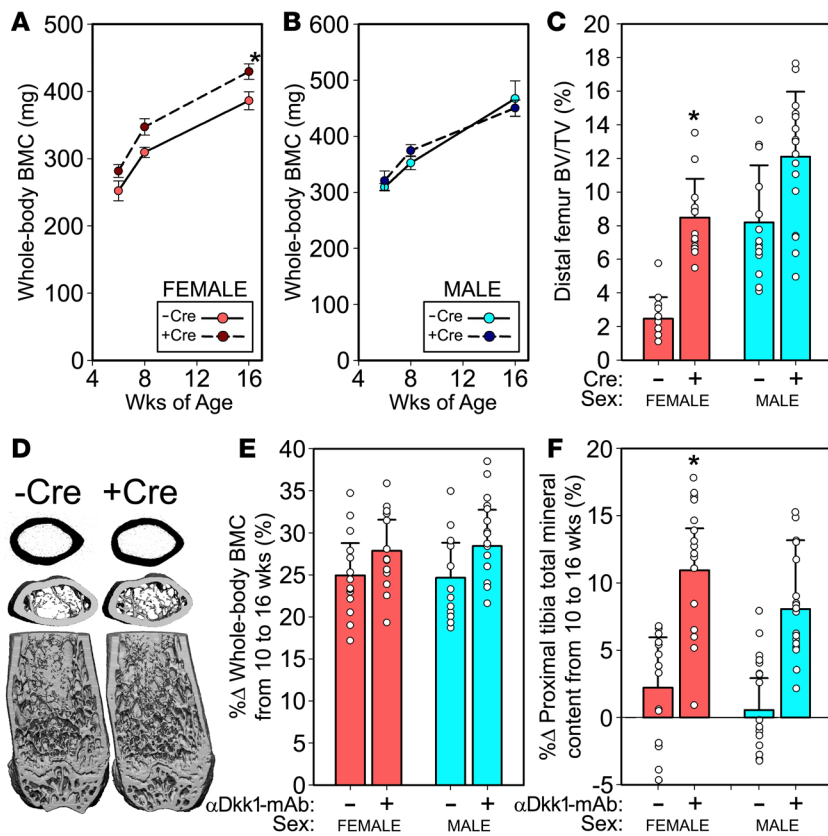 A
Whole-body BMC (mg)
500
400
300
200
100
0
*
FEMALE
-Cre
+Cre
4 8 12 16
Wks of Age
B
Whole-body BMC (mg)
600
500
400
300
200
100
0
MALE
-Cre
+Cre
4 8 12 16
Wks of Age
C
Distal femur BV/TV (%)
20
18
16
14
12
10
8
6
4
2
0
*
Cre: - + - +
Sex: FEMALE MALE
D
-Cre +Cre
E
%Δ Whole-body BMC
from 10 to 16 wks (%)
40
35
30
25
20
15
10
5
0
αDkk1-mAb: - + - +
Sex: FEMALE MALE
F
%Δ Proximal tibia total mineral
content from 10 to 16 wks (%)
20
15
10
5
0
-5
*
αDkk1-mAb: - + - +
Sex: FEMALE MALE